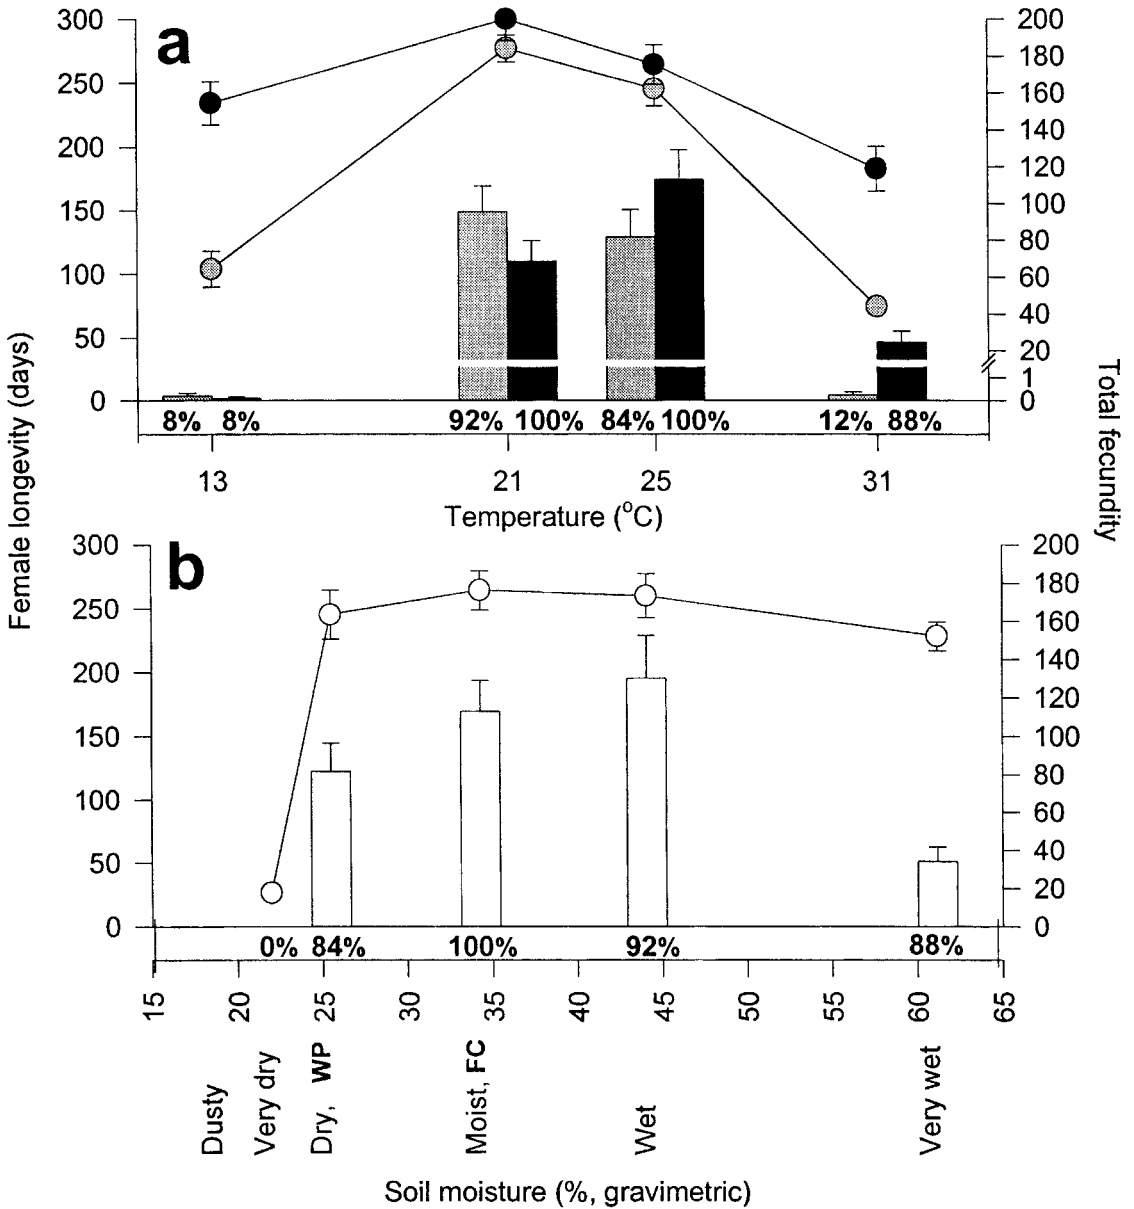 a
300
250
200
150
100
50
0
200
180
160
140
120
100
80
60
40
20
1
0
8% 8% 92% 100% 84% 100% 12% 88%
13 21 25 31
Temperature (°C)
Female longevity (days)
Total fecundity
b
300
250
200
150
100
50
0
200
180
160
140
120
100
80
60
40
20
0
0% 84% 100% 92% 88%
15 20 25 30 35 40 45 50 55 60 65
Dusty
Very dry
Dry, WP
Moist, FC
Wet
Very wet
Soil moisture (%, gravimetric)